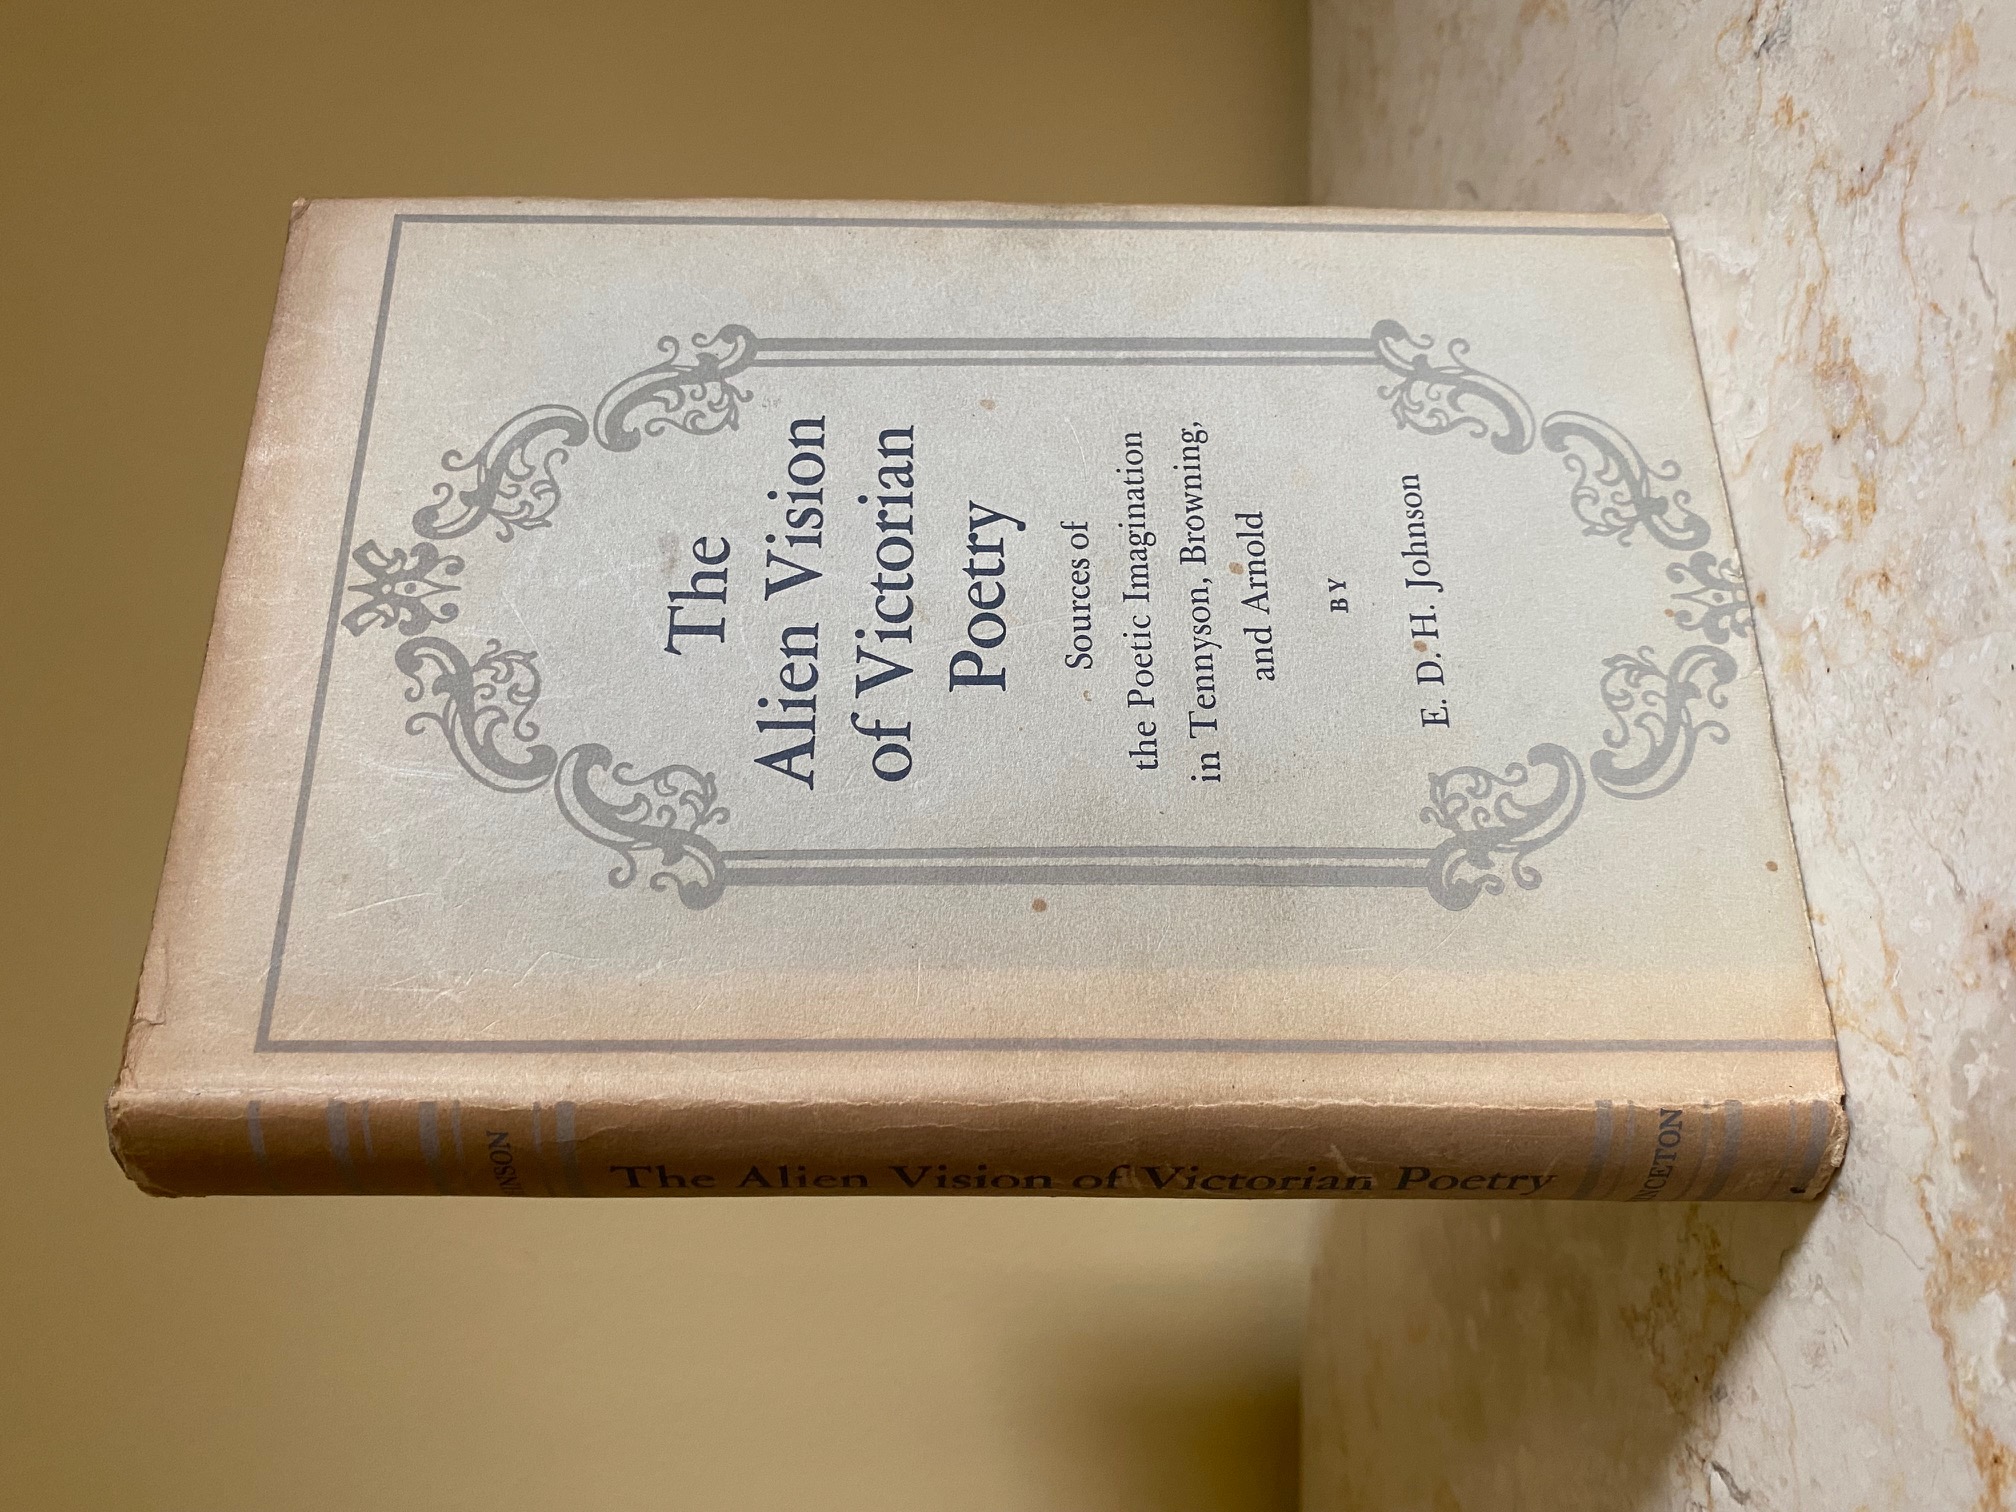 The
Alien Vision
of Victorian
Poetry
Sources of
the Poetic Imagination
in Tennyson, Browning,
and Arnold
BY
E. D. H. Johnson
The Alien Vision of Victorian Poetry